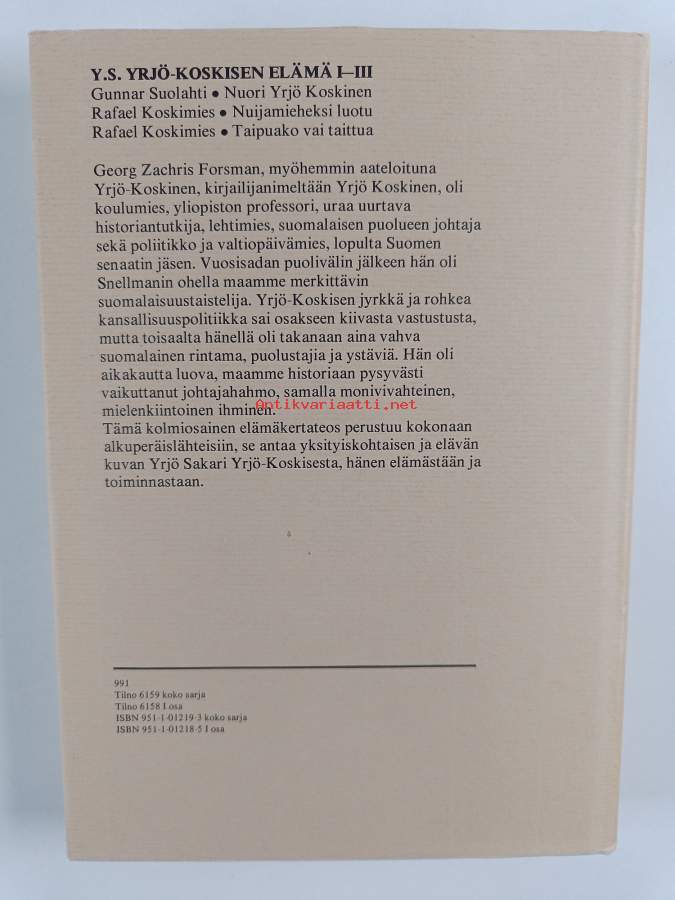 Y.S. YRJÖ-KOSKISEN ELÄMÄ I—III
Gunnar Suolahti ● Nuori Yrjö Koskinen
Rafael Koskimies ● Nuijamieheksi luotu
Rafael Koskimies ● Taipuako vai taittua
Georg Zachris Forsman, myöhemmin aateloituna
Yrjö-Koskinen, kirjailijanimeltään Yrjö Koskinen, oli
koulumies, yliopiston professori, uraa uurtava
historiantutkija, lehtimies, suomalaisen puolueen johtaja
sekä poliitikko ja valtiopäivämies, lopulta Suomen
senaatin jäsen. Vuosisadan puolivälin jälkeen hän oli
Snellmanin ohella maamme merkittävin
suomalaisuustaistelija. Yrjö-Koskisen jyrkkä ja rohkea
kansallisuuspolitiikka sai osakseen kiivasta vastustusta,
mutta toisaalta hänellä oli takanaan aina vahva
suomalainen rintama, puolustajia ja ystäviä. Hän oli
aikakautta luova, maamme historiaan pysyvästi
vaikuttanut johtajahahmo, samalla monivivahteinen,
mielenkiintoinen ihminen.
Antikvariaatti.net
Tämä kolmiosainen elämäkertateos perustuu kokonaan
alkuperäislähteisiin, se antaa yksityiskohtaisen ja elävän
kuvan Yrjö Sakari Yrjö-Koskisesta, hänen elämästään ja
toiminnastaan.
991
Tilno 6159 koko sarja
Tilno 6158 I osa
ISBN 951-1-01219-3 koko sarja
ISBN 951-1-01218-5 I osa